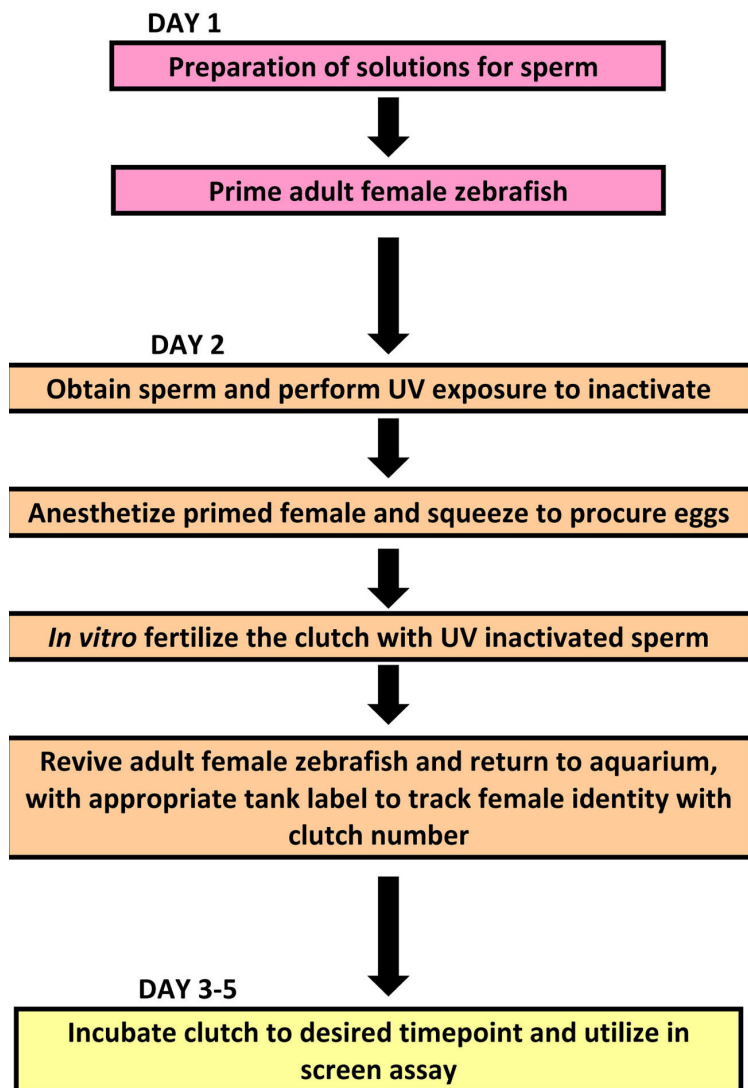 DAY 1
Preparation of solutions for sperm
Prime adult female zebrafish
DAY 2
Obtain sperm and perform UV exposure to inactivate
Anesthetize primed female and squeeze to procure eggs
In vitro fertilize the clutch with UV inactivated sperm
Revive adult female zebrafish and return to aquarium,
with appropriate tank label to track female identity with
clutch number
DAY 3-5
Incubate clutch to desired timepoint and utilize in
screen assay